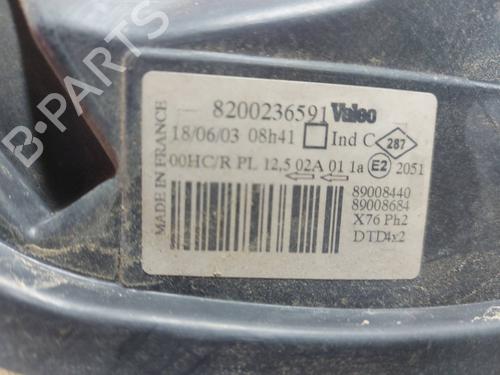 B-PARTS
8200236591 Valeo
18/06/03 08h41 Ind C 287
00HC/R PL 12,5 02A 01 1a E2 2051
MADE IN FRANCE
89008440
89008684
X76 Ph2
DTD4x2